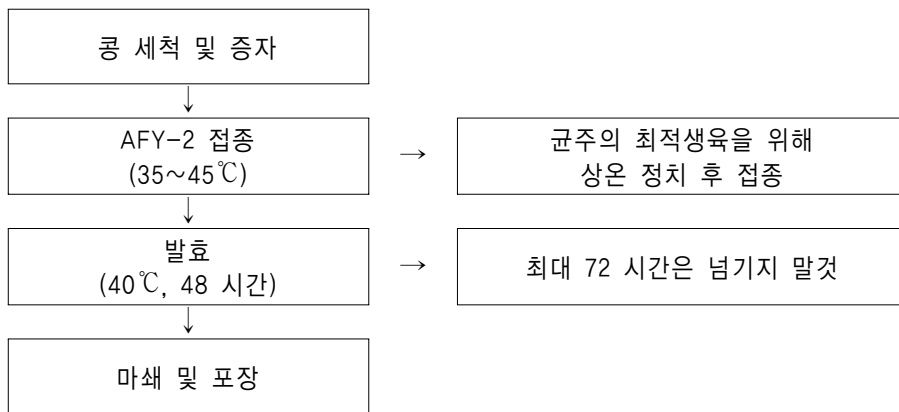 콩 세척 및 증자
↓
AFY-2 접종
(35~45℃)
→
균주의 최적생육을 위해
상온 정치 후 접종
↓
발효
(40℃, 48 시간)
→
최대 72 시간은 넘기지 말것
↓
마쇄 및 포장